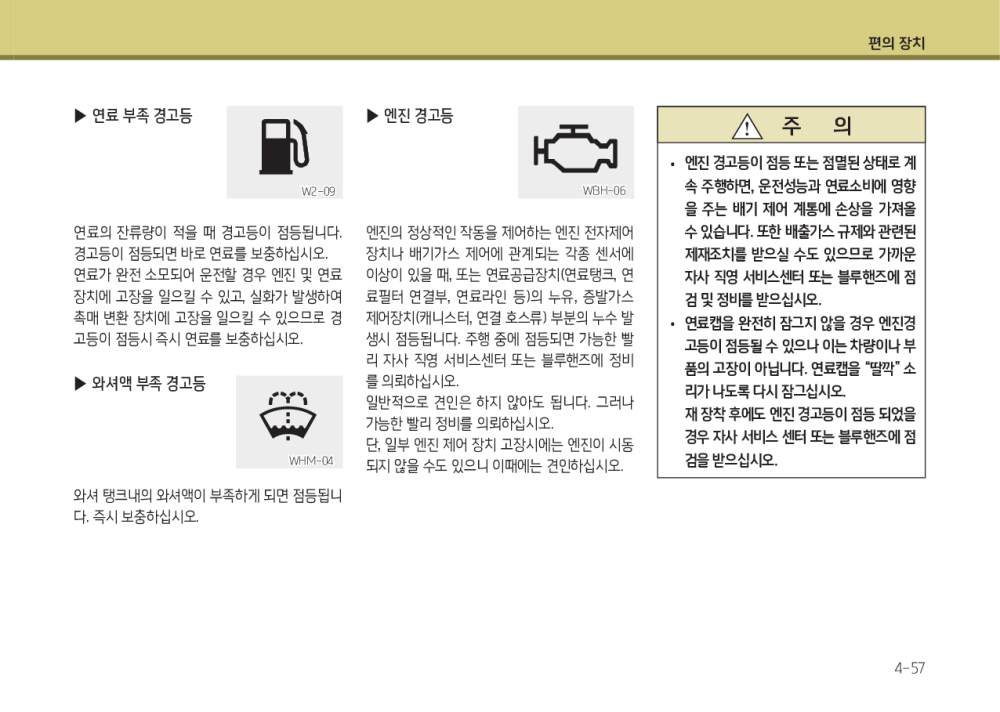 편의 장치
▶ 연료 부족 경고등
W2-09
연료의 잔류량이 적을 때 경고등이 점등됩니다.
경고등이 점등되면 바로 연료를 보충하십시오.
연료가 완전 소모되어 운전할 경우 엔진 및 연료
장치에 고장을 일으킬 수 있고, 실화가 발생하여
촉매 변환 장치에 고장을 일으킬 수 있으므로 경
고등이 점등시 즉시 연료를 보충하십시오.
▶ 와셔액 부족 경고등
WHM-04
와셔 탱크내의 와셔액이 부족하게 되면 점등됩니
다. 즉시 보충하십시오.
▶ 엔진 경고등
WBH-06
엔진의 정상적인 작동을 제어하는 엔진 전자제어
장치나 배기가스 제어에 관계되는 각종 센서에
이상이 있을 때, 또는 연료공급장치(연료탱크, 연
료필터 연결부, 연료라인 등)의 누유, 증발가스
제어장치(캐니스터, 연결 호스류) 부분의 누수 발
생시 점등됩니다. 주행 중에 점등되면 가능한 빨
리 자사 직영 서비스센터 또는 블루핸즈에 정비
를 의뢰하십시오.
일반적으로 견인은 하지 않아도 됩니다. 그러나
가능한 빨리 정비를 의뢰하십시오.
단, 일부 엔진 제어 장치 고장시에는 엔진이 시동
되지 않을 수도 있으니 이때에는 견인하십시오.
주 의
• 엔진 경고등이 점등 또는 점멸된 상태로 계
속 주행하면, 운전성능과 연료소비에 영향
을 주는 배기 제어 계통에 손상을 가져올
수 있습니다. 또한 배출가스 규제와 관련된
제재조치를 받으실 수도 있으므로 가까운
자사 직영 서비스센터 또는 블루핸즈에 점
검 및 정비를 받으십시오.
• 연료캡을 완전히 잠그지 않을 경우 엔진경
고등이 점등될 수 있으나 이는 차량이나 부
품의 고장이 아닙니다. 연료캡을 “딸깍” 소
리가 나도록 다시 잠그십시오.
재 장착 후에도 엔진 경고등이 점등 되었을
경우 자사 서비스 센터 또는 블루핸즈에 점
검을 받으십시오.
4-57